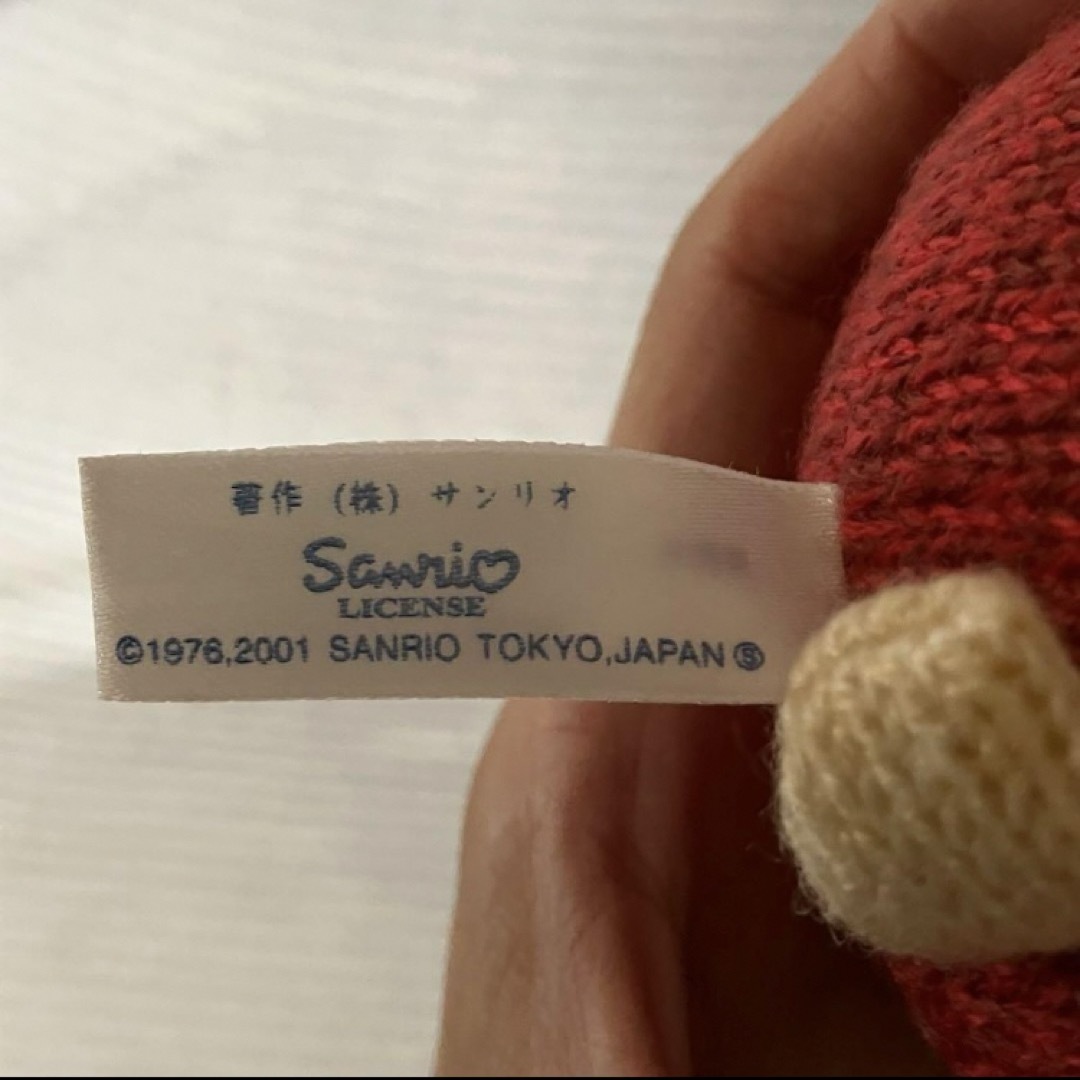 著作 (株) サンリオ
Sanrio
LICENSE
©1976,2001 SANRIO TOKYO,JAPAN Ⓢ